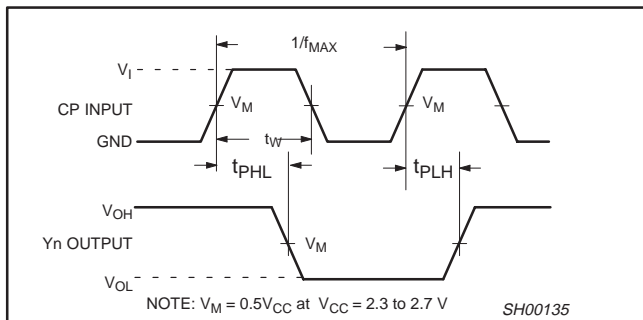 1/fMAX
VI
CP INPUT
VM
VM
GND
tW
tPHL
tPLH
VOH
Yn OUTPUT
VM
VOL
NOTE: VM = 0.5VCC at VCC = 2.3 to 2.7 V
SH00135